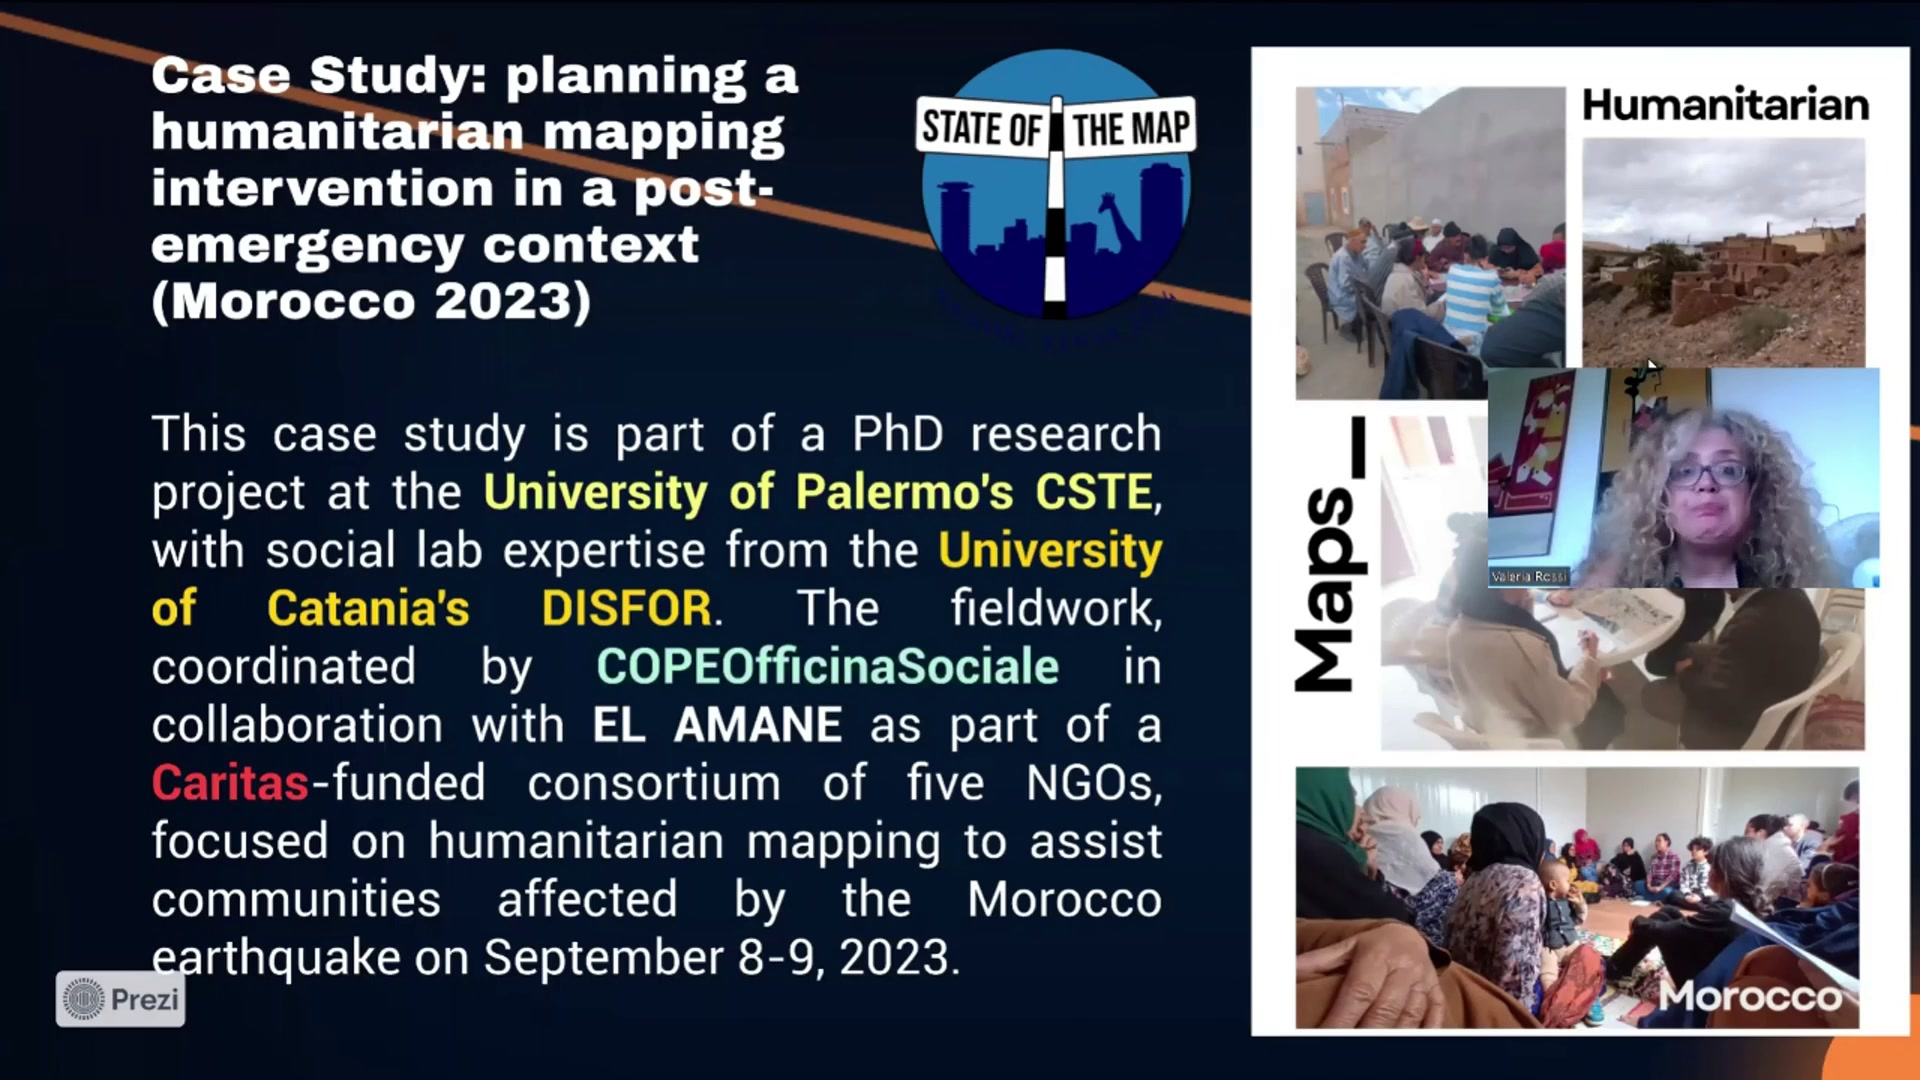 Case Study: planning a
humanitarian mapping
intervention in a post-
emergency context
(Morocco 2023)
STATE OF THE MAP
This case study is part of a PhD research
project at the University of Palermo's CSTE,
with social lab expertise from the University
of Catania's DISFOR. The fieldwork,
coordinated by COPEOfficinaSociale in
collaboration with EL AMANE as part of a
Caritas-funded consortium of five NGOs,
focused on humanitarian mapping to assist
communities affected by the Morocco
earthquake on September 8-9, 2023.
Prezi
Humanitarian
Maps_
Valeria Rossi
Morocco